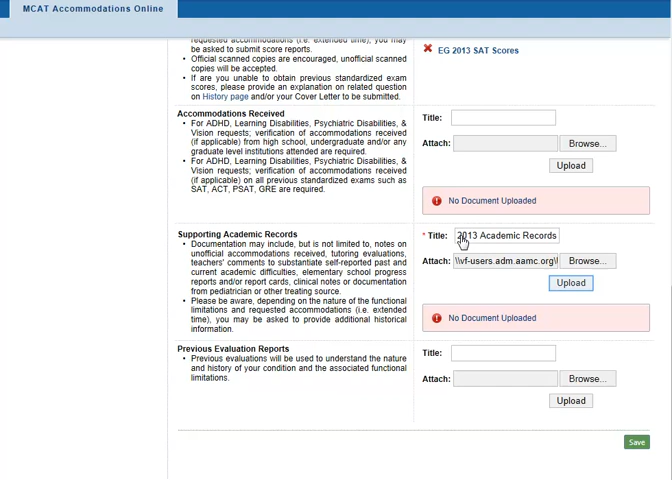 MCAT Accommodations Online
requested accommodations (i.e. extended time), you may
be asked to submit score reports.
• Official scanned copies are encouraged, unofficial scanned
copies will be accepted.
• If are you unable to obtain previous standardized exam
scores, please provide an explanation on related question
on History page and/or your Cover Letter to be submitted.
EG 2013 SAT Scores
Accommodations Received
• For ADHD, Learning Disabilities, Psychiatric Disabilities, &
Vision requests; verification of accommodations received
(if applicable) from high school, undergraduate and/or any
graduate level institutions attended are required.
• For ADHD, Learning Disabilities, Psychiatric Disabilities, &
Vision requests; verification of accommodations received
(if applicable) on all previous standardized exams such as
SAT, ACT, PSAT, GRE are required.
Title:
Attach: Browse...
Upload
No Document Uploaded
Supporting Academic Records
• Documentation may include, but is not limited to, notes on
unofficial accommodations received, tutoring evaluations,
teachers' comments to substantiate self-reported past and
current academic difficulties, elementary school progress
reports and/or report cards, clinical notes or documentation
from pediatrician or other treating source.
• Please be aware, depending on the nature of the functional
limitations and requested accommodations (i.e. extended
time), you may be asked to provide additional historical
information.
* Title: 2013 Academic Records
Attach: \\vf-users.adm.aamc.org\ Browse...
Upload
No Document Uploaded
Previous Evaluation Reports
• Previous evaluations will be used to understand the nature
and history of your condition and the associated functional
limitations.
Title:
Attach: Browse...
Upload
Save